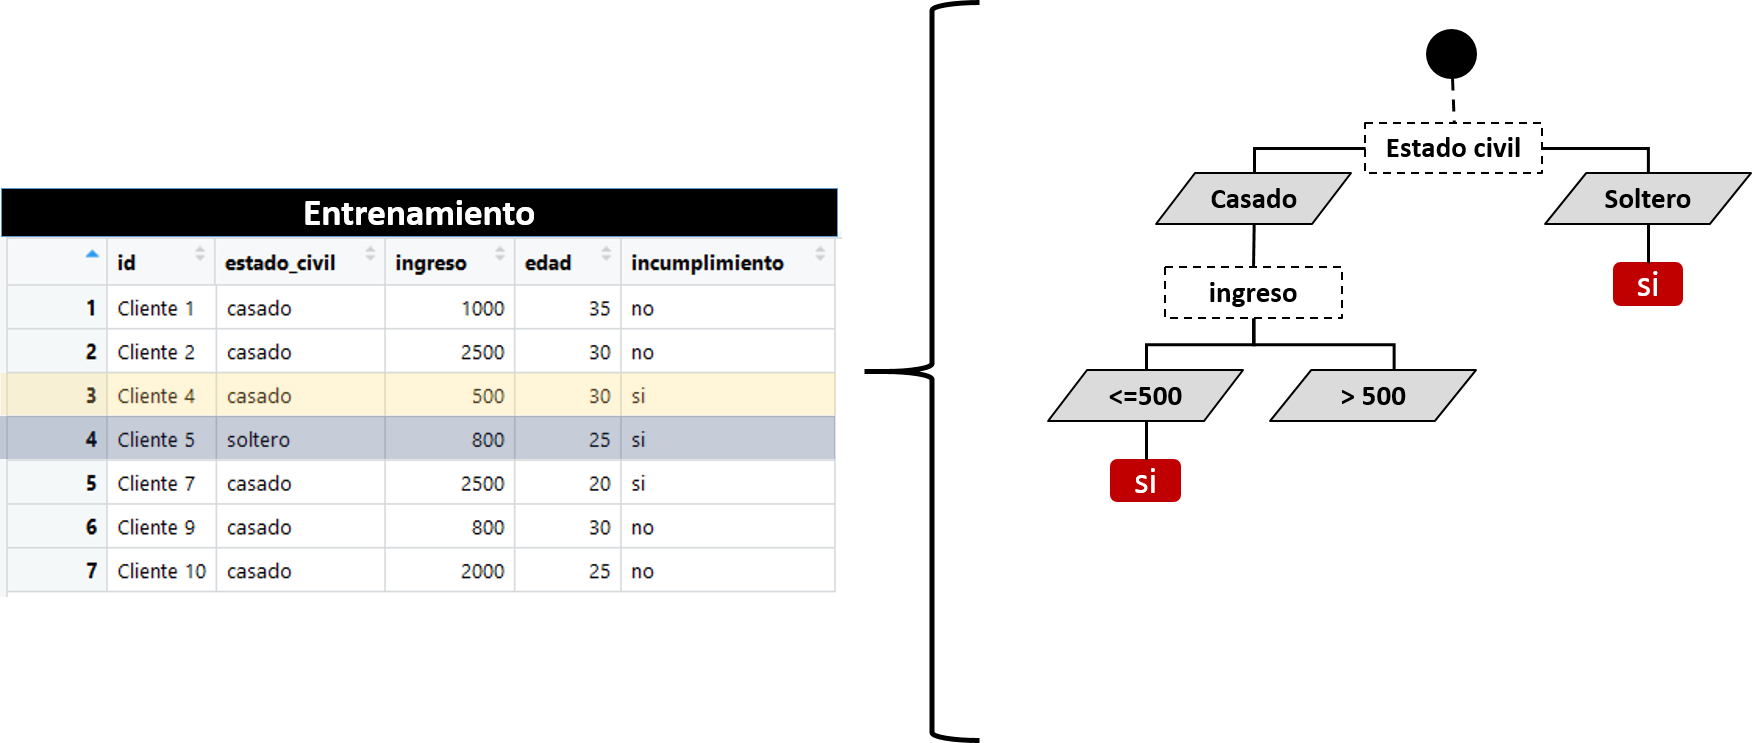 Entrenamiento
id estado_civil ingreso edad incumplimiento
1 Cliente 1 casado 1000 35 no
2 Cliente 2 casado 2500 30 no
3 Cliente 4 casado 500 30 si
4 Cliente 5 soltero 800 25 si
5 Cliente 7 casado 2500 20 si
6 Cliente 9 casado 800 30 no
7 Cliente 10 casado 2000 25 no
Estado civil
Casado
Soltero
ingreso
si
<=500
> 500
si